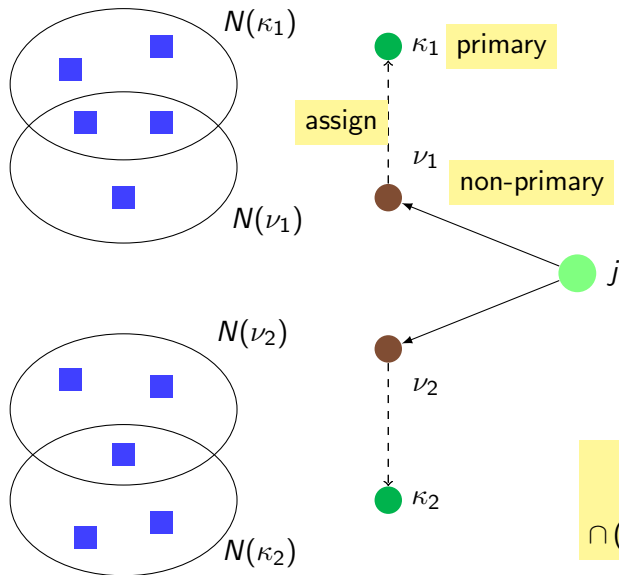 N(κ₁)
κ₁ primary
assign
ν₁
non-primary
N(ν₁)
j
N(ν₂)
ν₂
κ₂
N(κ₂)
∩(